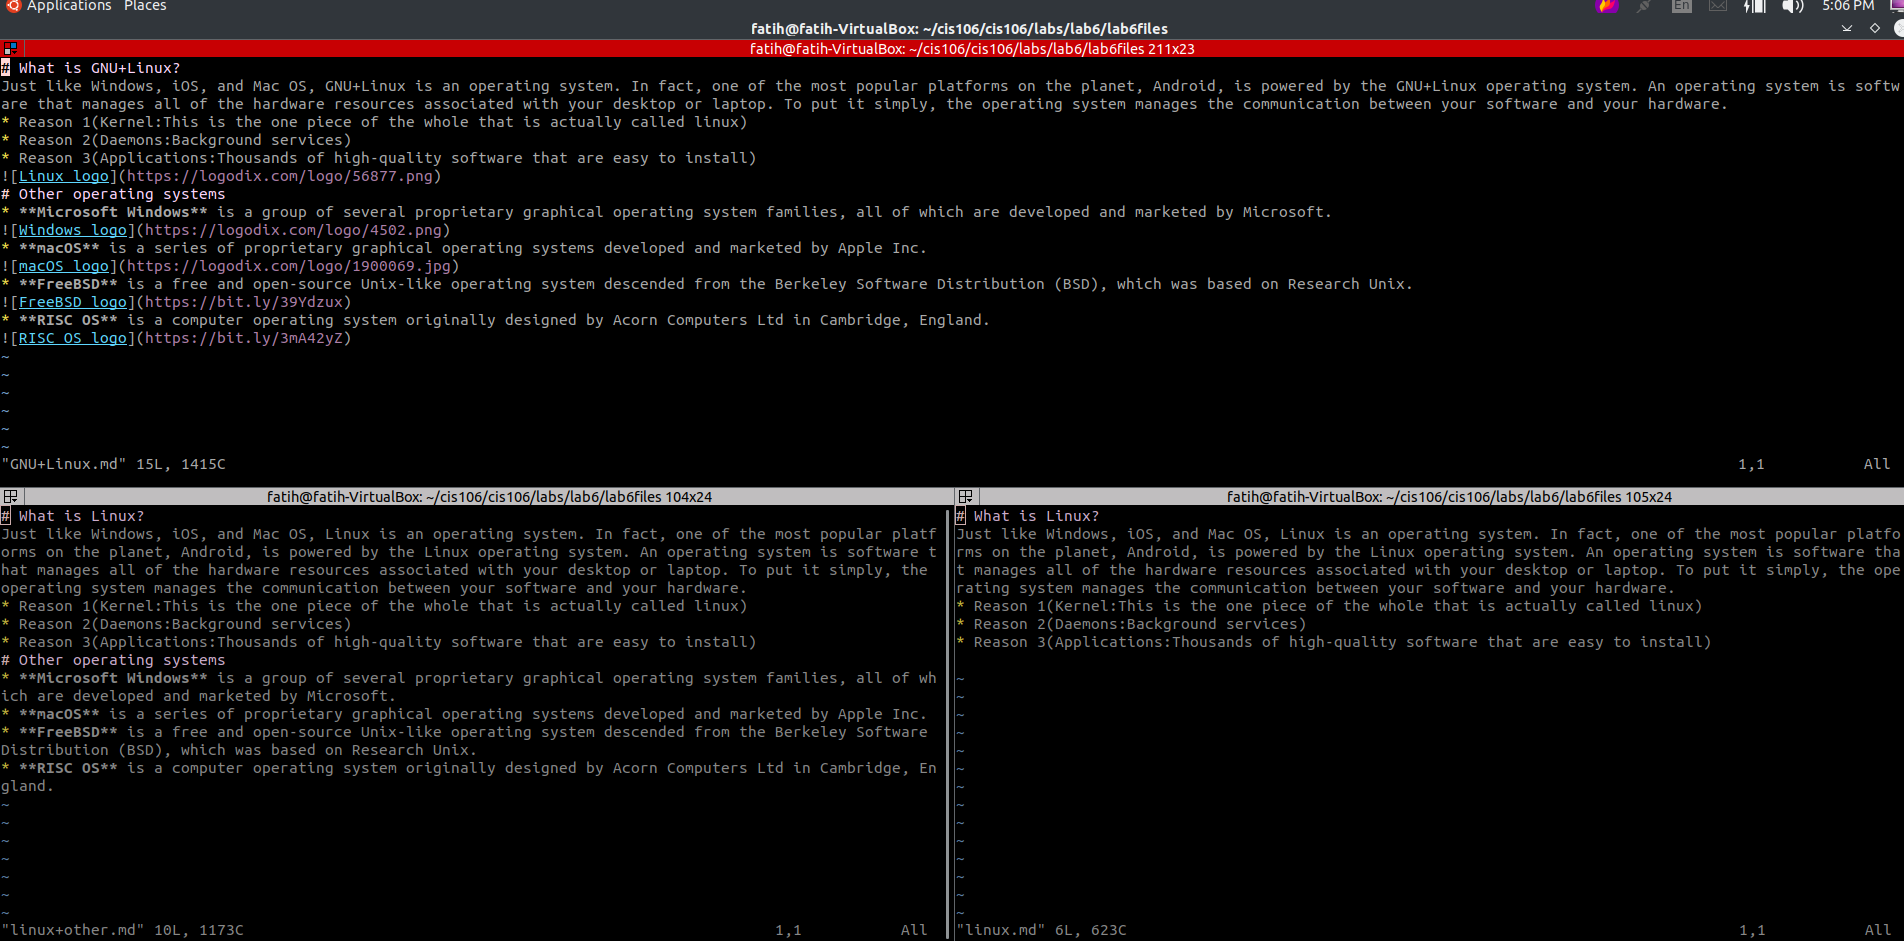 Applications Places En 5:06 PM
fatih@fatih-VirtualBox: ~/cis106/cis106/labs/lab6/lab6files
fatih@fatih-VirtualBox: ~/cis106/cis106/labs/lab6/lab6files 211x23
# What is GNU+Linux?
Just like Windows, iOS, and Mac OS, GNU+Linux is an operating system. In fact, one of the most popular platforms on the planet, Android, is powered by the GNU+Linux operating system. An operating system is softw
are that manages all of the hardware resources associated with your desktop or laptop. To put it simply, the operating system manages the communication between your software and your hardware.
* Reason 1(Kernel:This is the one piece of the whole that is actually called linux)
* Reason 2(Daemons:Background services)
* Reason 3(Applications:Thousands of high-quality software that are easy to install)
![Linux logo](https://logodix.com/logo/56877.png)
# Other operating systems
* **Microsoft Windows** is a group of several proprietary graphical operating system families, all of which are developed and marketed by Microsoft.
![Windows logo](https://logodix.com/logo/4502.png)
* **macOS** is a series of proprietary graphical operating systems developed and marketed by Apple Inc.
![macOS logo](https://logodix.com/logo/1900069.jpg)
* **FreeBSD** is a free and open-source Unix-like operating system descended from the Berkeley Software Distribution (BSD), which was based on Research Unix.
![FreeBSD logo](https://bit.ly/39Ydzux)
* **RISC OS** is a computer operating system originally designed by Acorn Computers Ltd in Cambridge, England.
![RISC OS logo](https://bit.ly/3mA42yZ)
~
~
~
~
~
~
"GNU+Linux.md" 15L, 1415C 1,1 All
fatih@fatih-VirtualBox: ~/cis106/cis106/labs/lab6/lab6files 104x24
# What is Linux?
Just like Windows, iOS, and Mac OS, Linux is an operating system. In fact, one of the most popular platf
orms on the planet, Android, is powered by the Linux operating system. An operating system is software t
hat manages all of the hardware resources associated with your desktop or laptop. To put it simply, the
operating system manages the communication between your software and your hardware.
* Reason 1(Kernel:This is the one piece of the whole that is actually called linux)
* Reason 2(Daemons:Background services)
* Reason 3(Applications:Thousands of high-quality software that are easy to install)
# Other operating systems
* **Microsoft Windows** is a group of several proprietary graphical operating system families, all of wh
ich are developed and marketed by Microsoft.
* **macOS** is a series of proprietary graphical operating systems developed and marketed by Apple Inc.
* **FreeBSD** is a free and open-source Unix-like operating system descended from the Berkeley Software
Distribution (BSD), which was based on Research Unix.
* **RISC OS** is a computer operating system originally designed by Acorn Computers Ltd in Cambridge, En
gland.
~
~
~
~
~
~
~
"linux+other.md" 10L, 1173C 1,1 All
fatih@fatih-VirtualBox: ~/cis106/cis106/labs/lab6/lab6files 105x24
# What is Linux?
Just like Windows, iOS, and Mac OS, Linux is an operating system. In fact, one of the most popular platfo
rms on the planet, Android, is powered by the Linux operating system. An operating system is software tha
t manages all of the hardware resources associated with your desktop or laptop. To put it simply, the ope
rating system manages the communication between your software and your hardware.
* Reason 1(Kernel:This is the one piece of the whole that is actually called linux)
* Reason 2(Daemons:Background services)
* Reason 3(Applications:Thousands of high-quality software that are easy to install)
~
~
~
~
~
~
~
~
~
~
~
~
~
~
"linux.md" 6L, 623C 1,1 All